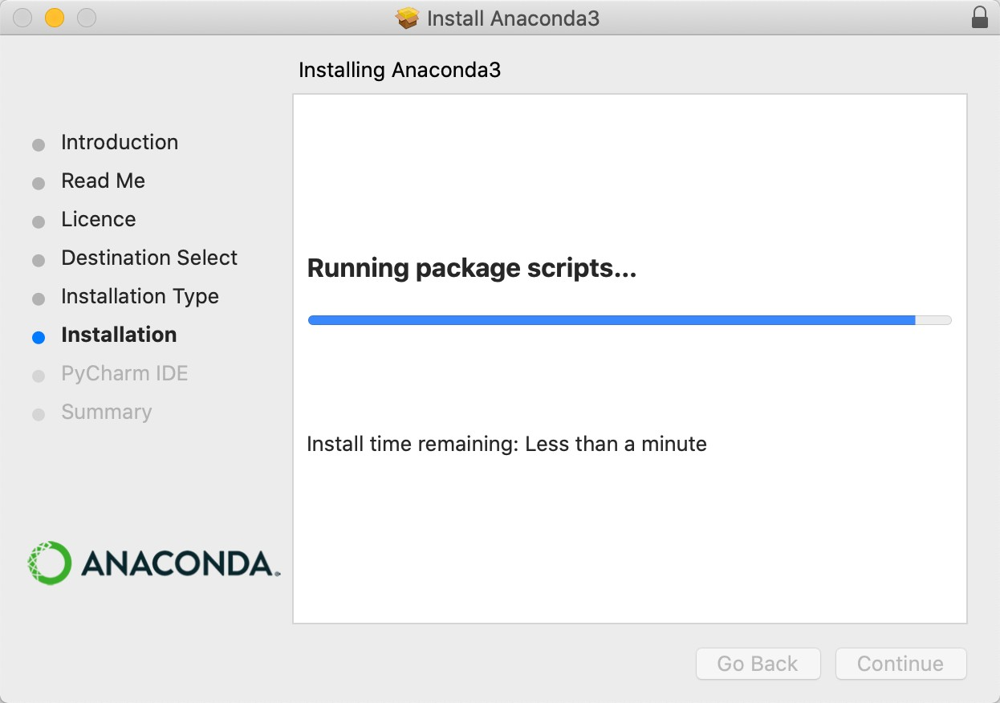 Install Anaconda3
Installing Anaconda3
Introduction
Read Me
Licence
Destination Select
Installation Type
Installation
PyCharm IDE
Summary
Running package scripts...
Install time remaining: Less than a minute
ANACONDA.
Go Back
Continue